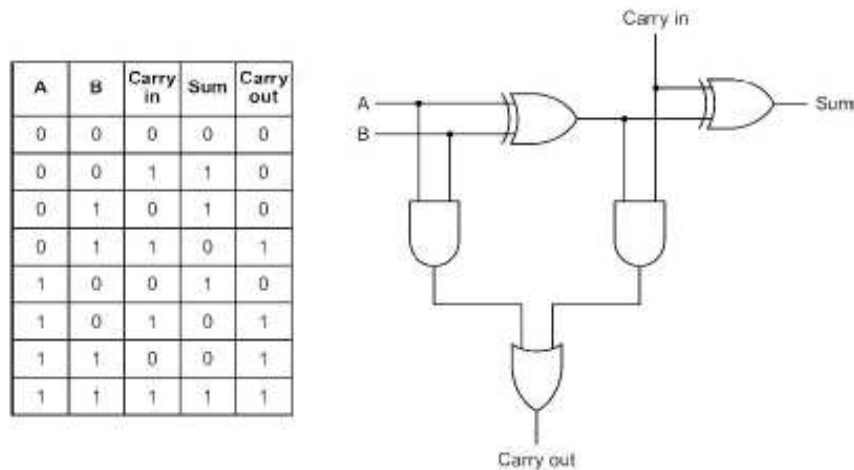 A B Carry in Sum Carry out
0 0 0 0 0
0 0 1 1 0
0 1 0 1 0
0 1 1 0 1
1 0 0 1 0
1 0 1 0 1
1 1 0 0 1
1 1 1 1 1
Carry in
A
B
Sum
Carry out